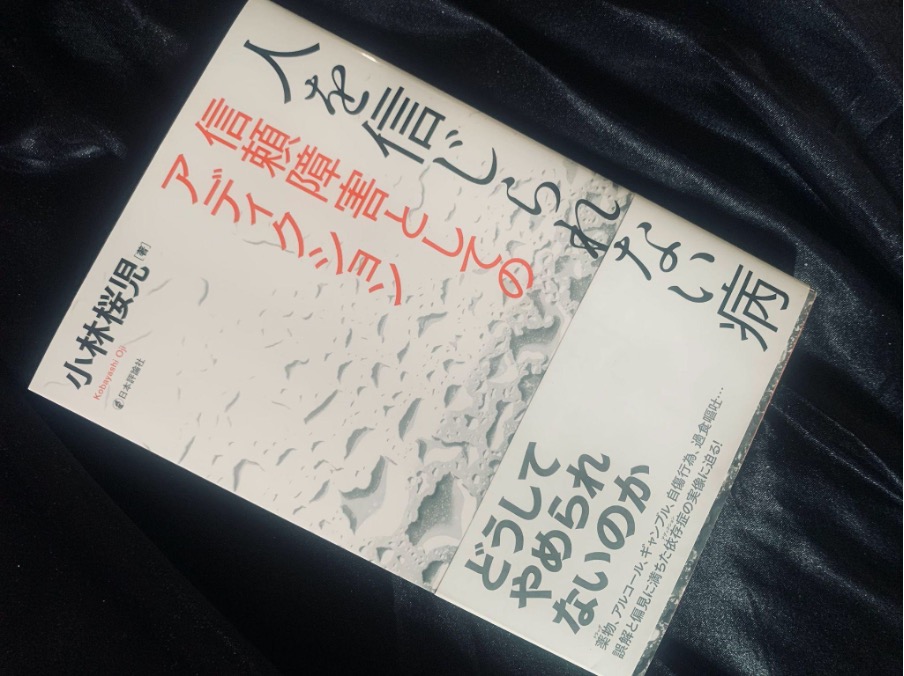 人を信じられない病
信頼障害としての
アディクション
小林桜児[著]
Kobayashi Oji
日本評論社
どうして
やめられ
ないのか
薬物、アルコール、ギャンブル、自傷行為、過食嘔吐…
誤解と偏見に満ちた依存症の実像に迫る!